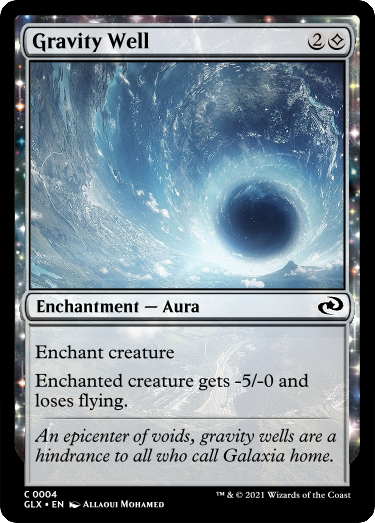 Gravity Well 2
Enchantment — Aura
Enchant creature
Enchanted creature gets -5/-0 and
loses flying.
An epicenter of voids, gravity wells are a
hindrance to all who call Galaxia home.
C 0004
GLX • EN Allaoui Mohamed
™ & © 2021 Wizards of the Coast